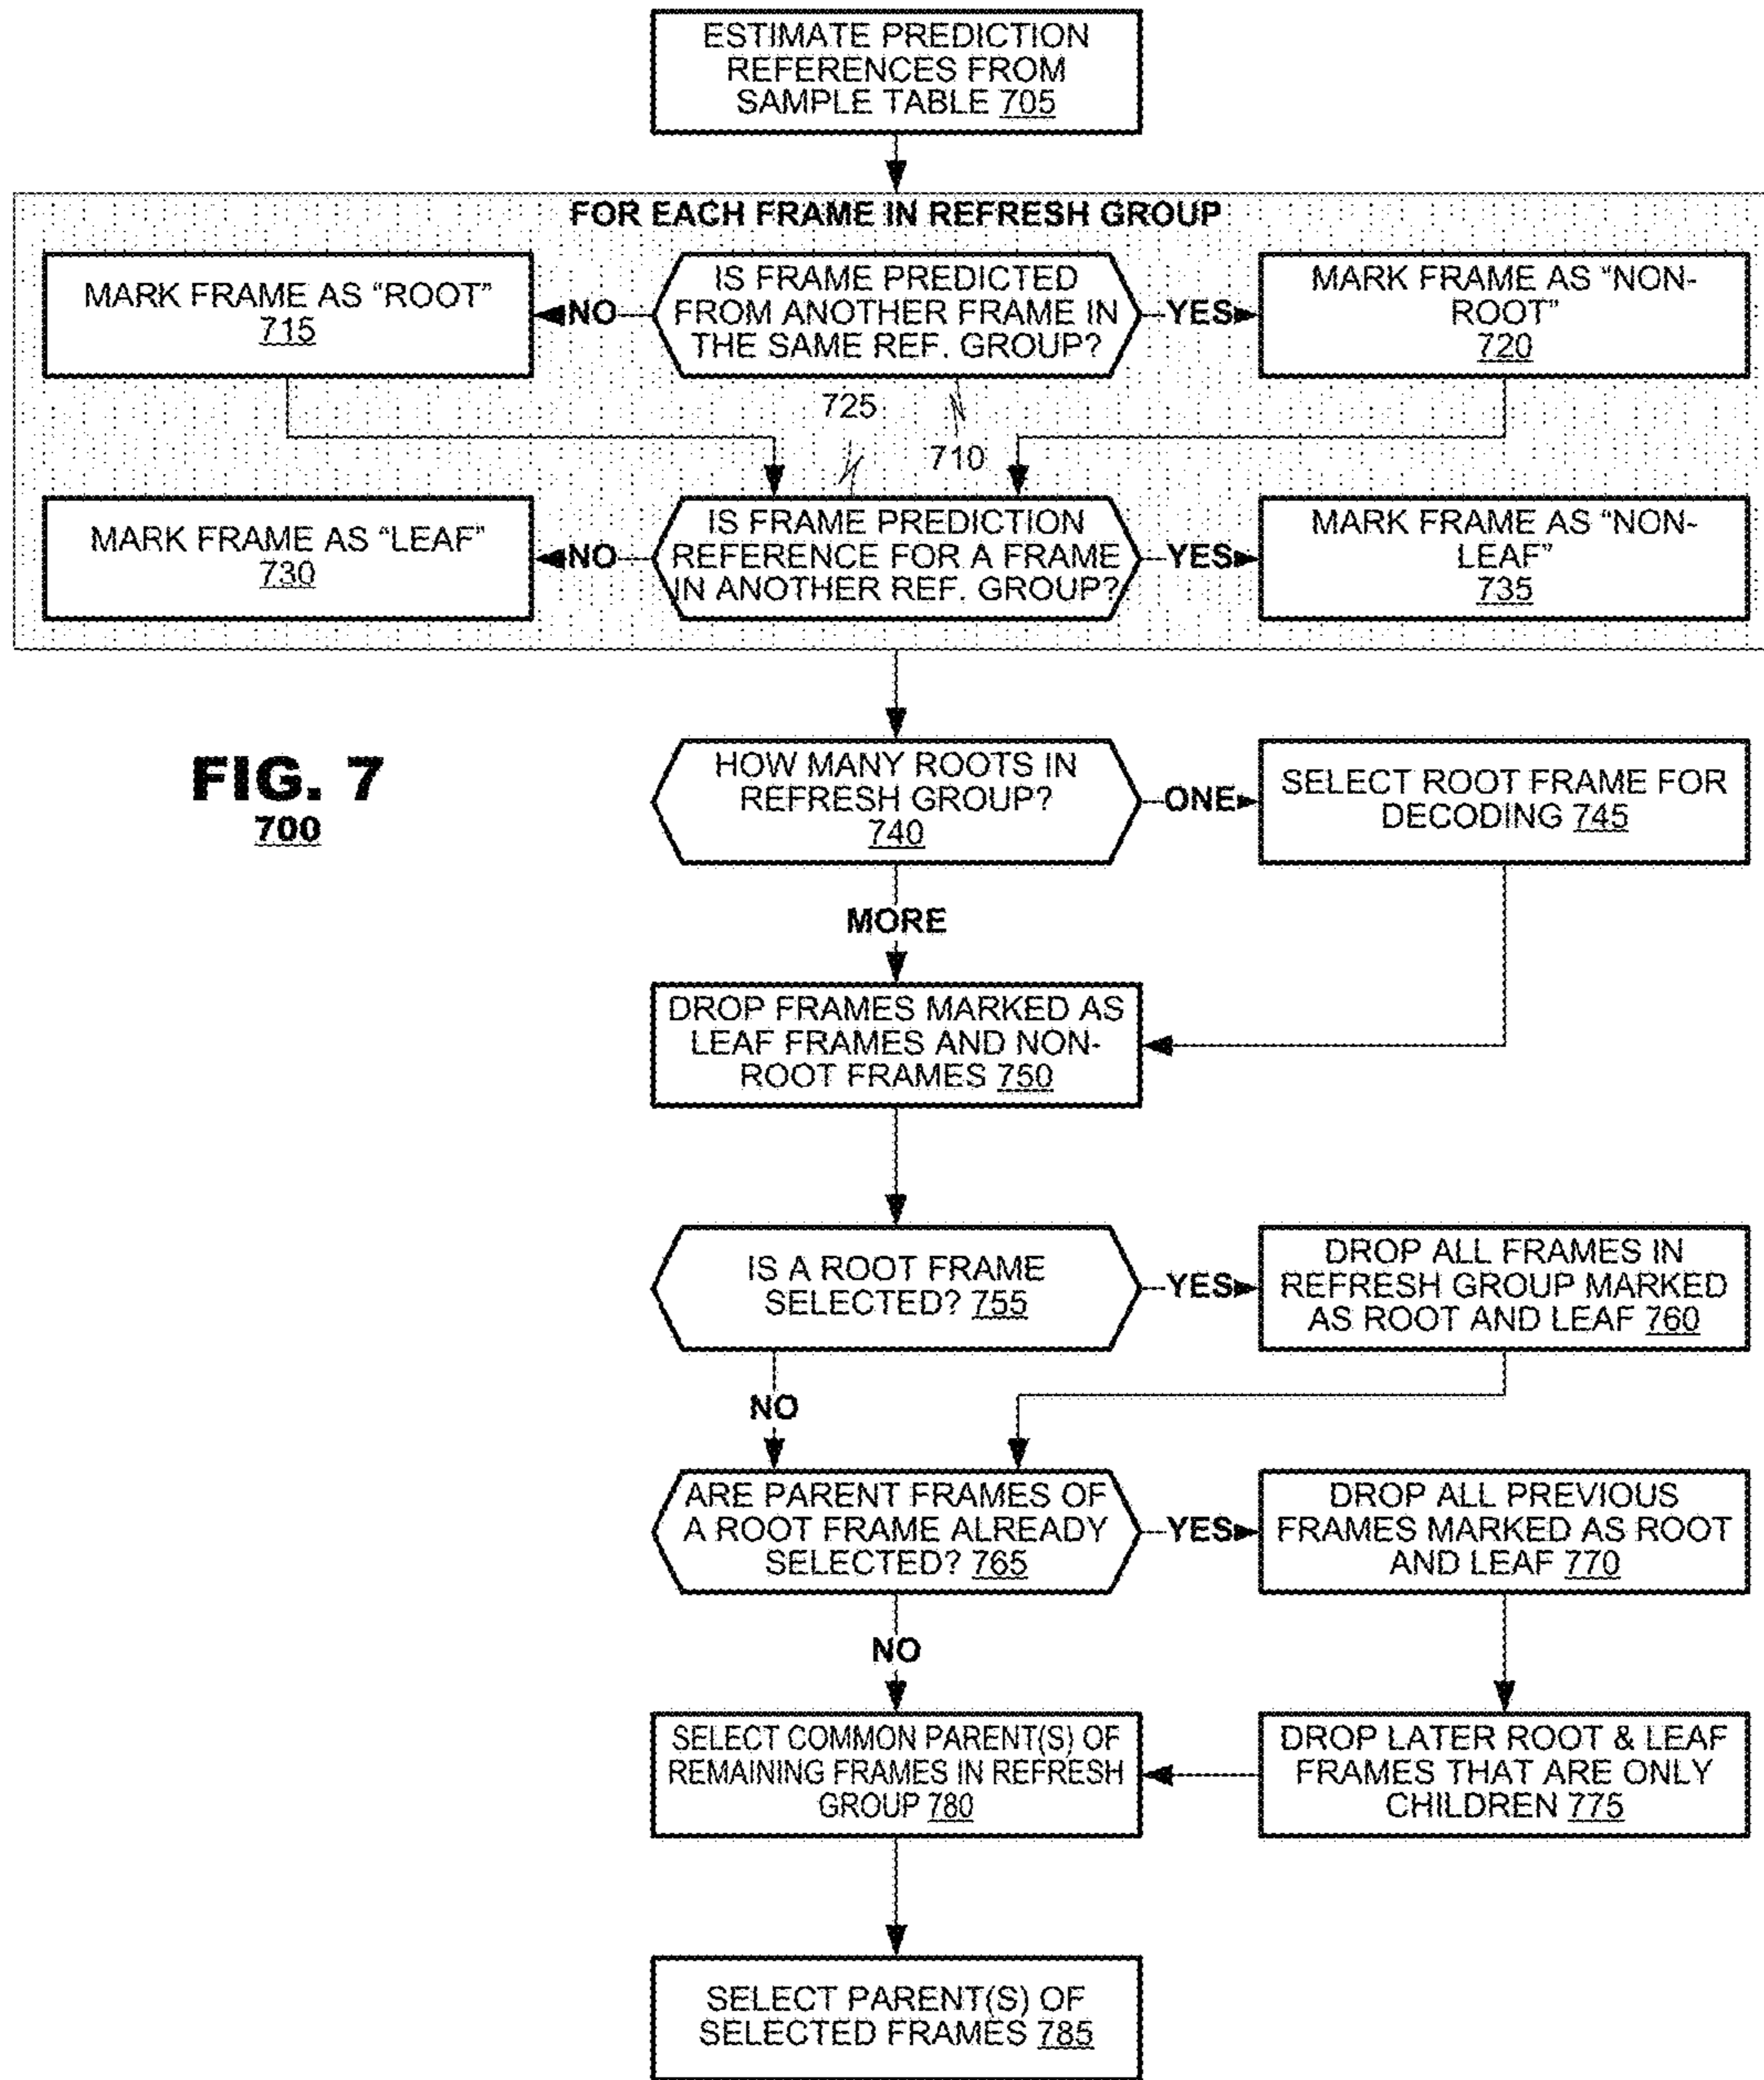 ESTIMATE PREDICTION
REFERENCES FROM
SAMPLE TABLE 705
FOR EACH FRAME IN REFRESH GROUP
MARK FRAME AS “ROOT”
715
NO
IS FRAME PREDICTED
FROM ANOTHER FRAME IN
THE SAME REF. GROUP?
YES
MARK FRAME AS “NON-
ROOT”
720
725
710
MARK FRAME AS “LEAF”
730
NO
IS FRAME PREDICTION
REFERENCE FOR A FRAME
IN ANOTHER REF. GROUP?
YES
MARK FRAME AS “NON-
LEAF”
735
FIG. 7
700
HOW MANY ROOTS IN
REFRESH GROUP?
740
ONE
SELECT ROOT FRAME FOR
DECODING 745
MORE
DROP FRAMES MARKED AS
LEAF FRAMES AND NON-
ROOT FRAMES 750
IS A ROOT FRAME
SELECTED? 755
YES
DROP ALL FRAMES IN
REFRESH GROUP MARKED
AS ROOT AND LEAF 760
NO
ARE PARENT FRAMES OF
A ROOT FRAME ALREADY
SELECTED? 765
YES
DROP ALL PREVIOUS
FRAMES MARKED AS ROOT
AND LEAF 770
NO
SELECT COMMON PARENT(S) OF
REMAINING FRAMES IN REFRESH
GROUP 780
DROP LATER ROOT & LEAF
FRAMES THAT ARE ONLY
CHILDREN 775
SELECT PARENT(S) OF
SELECTED FRAMES 785